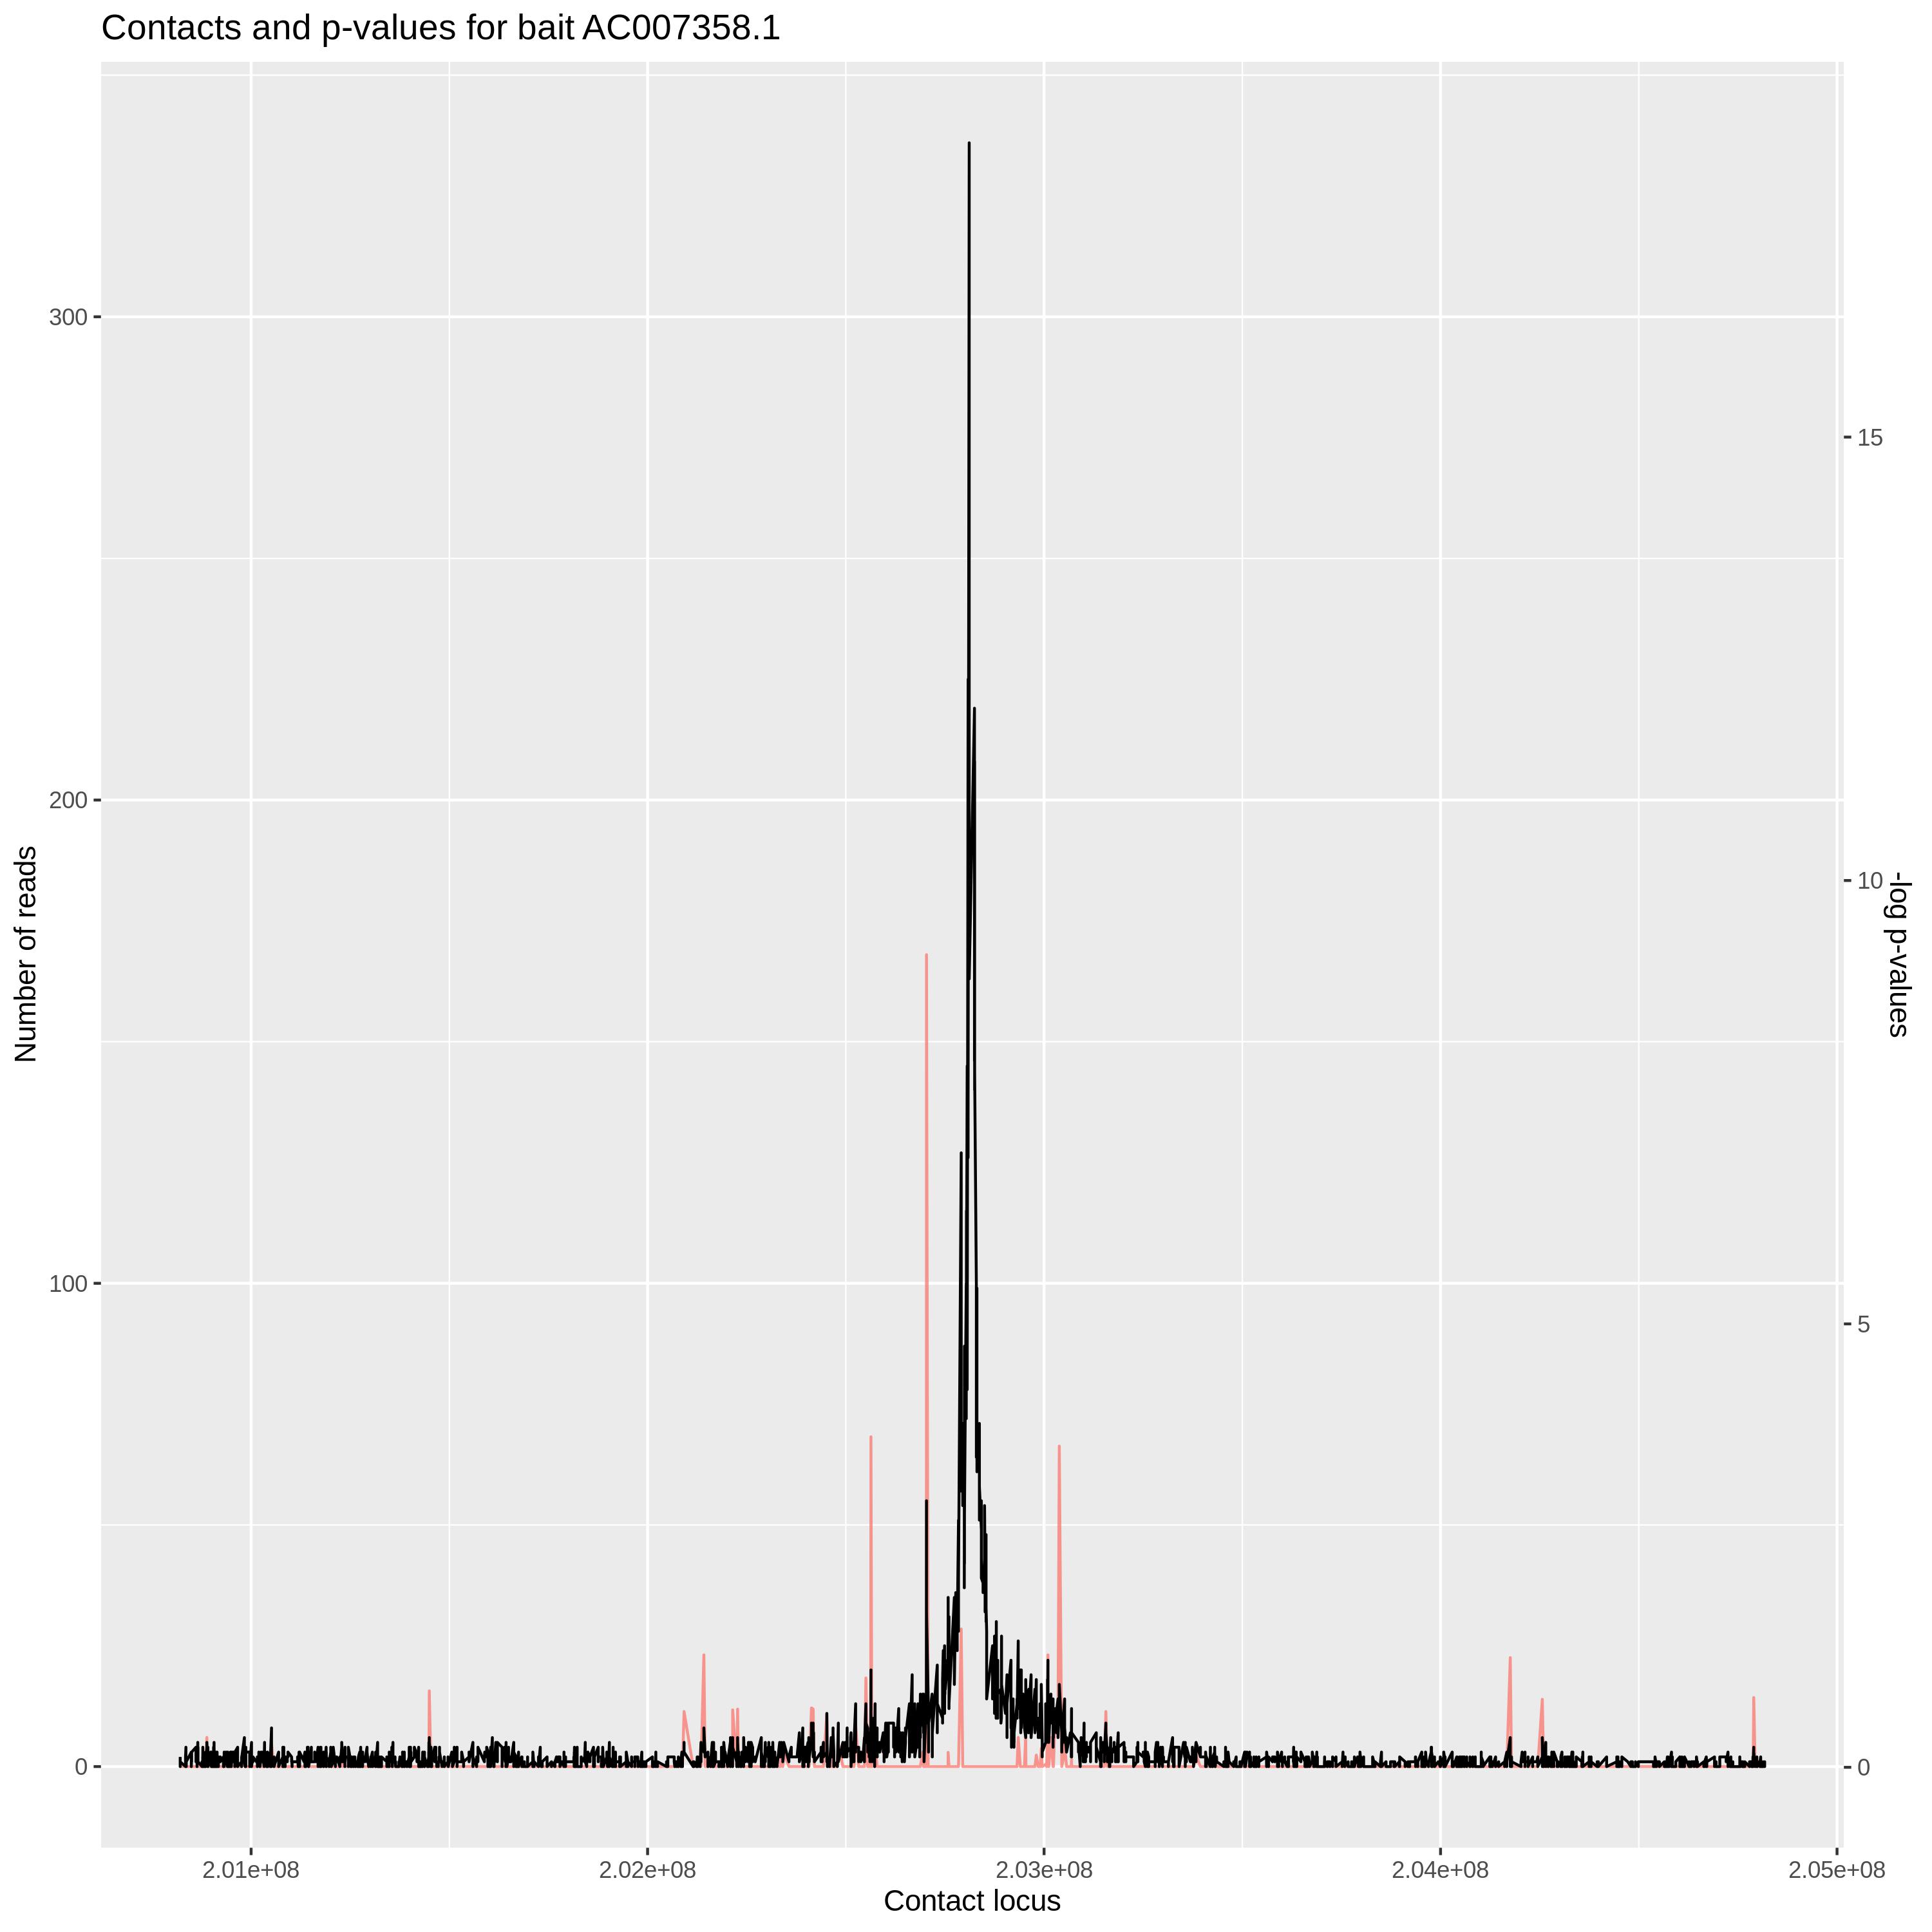 Contacts and p-values for bait AC007358.1
300
200
100
0
Number of reads
15
10
5
0
-log p-values
2.01e+08
2.02e+08
2.03e+08
2.04e+08
2.05e+08
Contact locus